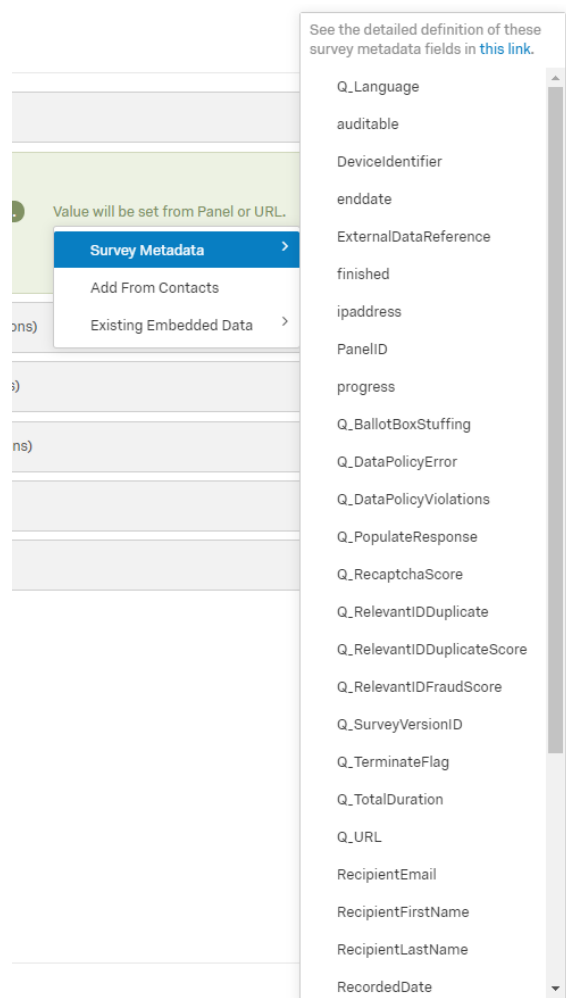 See the detailed definition of these
survey metadata fields in this link.
Q_Language
auditable
DeviceIdentifier
enddate
ExternalDataReference
finished
ipaddress
PanelID
progress
Q_BallotBoxStuffing
Q_DataPolicyError
Q_DataPolicyViolations
Q_PopulateResponse
Q_RecaptchaScore
Q_RelevantIDDuplicate
Q_RelevantIDDuplicateScore
Q_RelevantIDFraudScore
Q_SurveyVersionID
Q_TerminateFlag
Q_TotalDuration
Q_URL
RecipientEmail
RecipientFirstName
RecipientLastName
RecordedDate
Value will be set from Panel or URL.
Survey Metadata
Add From Contacts
Existing Embedded Data
ons)
s)
ns)